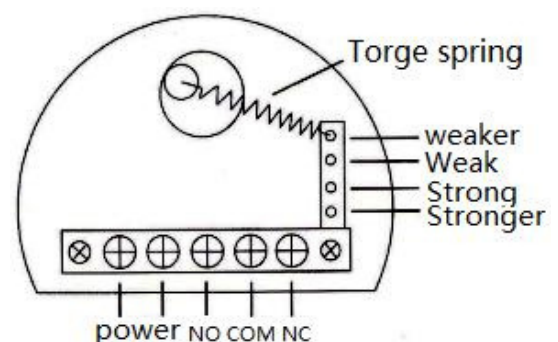 Torge spring
weaker
Weak
Strong
Stronger
power NO COM NC